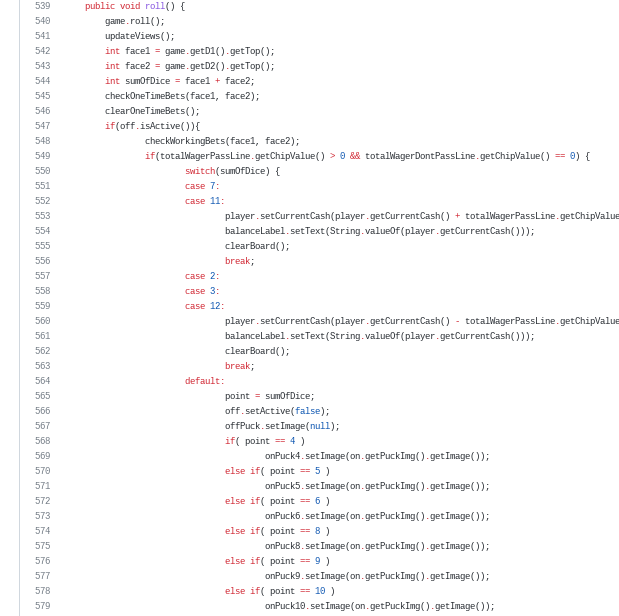 539 public void roll() {
540 game.roll();
541 updateViews();
542 int face1 = game.getD1().getTop();
543 int face2 = game.getD2().getTop();
544 int sumOfDice = face1 + face2;
545 checkOneTimeBets(face1, face2);
546 clearOneTimeBets();
547 if(off.isActive()){
548 checkWorkingBets(face1, face2);
549 if(totalWagerPassLine.getChipValue() > 0 && totalWagerDontPassLine.getChipValue() == 0) {
550 switch(sumOfDice) {
551 case 7:
552 case 11:
553 player.setCurrentCash(player.getCurrentCash() + totalWagerPassLine.getChipValue
554 balanceLabel.setText(String.valueOf(player.getCurrentCash()));
555 clearBoard();
556 break;
557 case 2:
558 case 3:
559 case 12:
560 player.setCurrentCash(player.getCurrentCash() - totalWagerPassLine.getChipValue
561 balanceLabel.setText(String.valueOf(player.getCurrentCash()));
562 clearBoard();
563 break;
564 default:
565 point = sumOfDice;
566 off.setActive(false);
567 offPuck.setImage(null);
568 if( point == 4 )
569 onPuck4.setImage(on.getPuckImg().getImage());
570 else if( point == 5 )
571 onPuck5.setImage(on.getPuckImg().getImage());
572 else if( point == 6 )
573 onPuck6.setImage(on.getPuckImg().getImage());
574 else if( point == 8 )
575 onPuck8.setImage(on.getPuckImg().getImage());
576 else if( point == 9 )
577 onPuck9.setImage(on.getPuckImg().getImage());
578 else if( point == 10 )
579 onPuck10.setImage(on.getPuckImg().getImage());